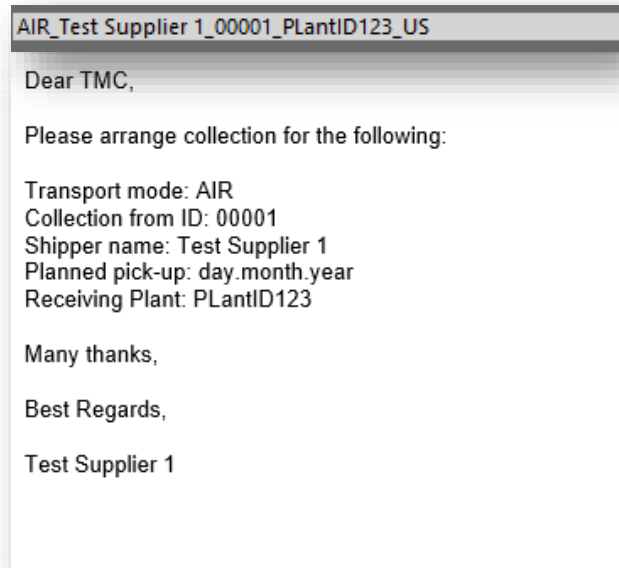 AIR_Test Supplier 1_00001_PLantID123_US
Dear TMC,
Please arrange collection for the following:
Transport mode: AIR
Collection from ID: 00001
Shipper name: Test Supplier 1
Planned pick-up: day.month.year
Receiving Plant: PLantID123
Many thanks,
Best Regards,
Test Supplier 1